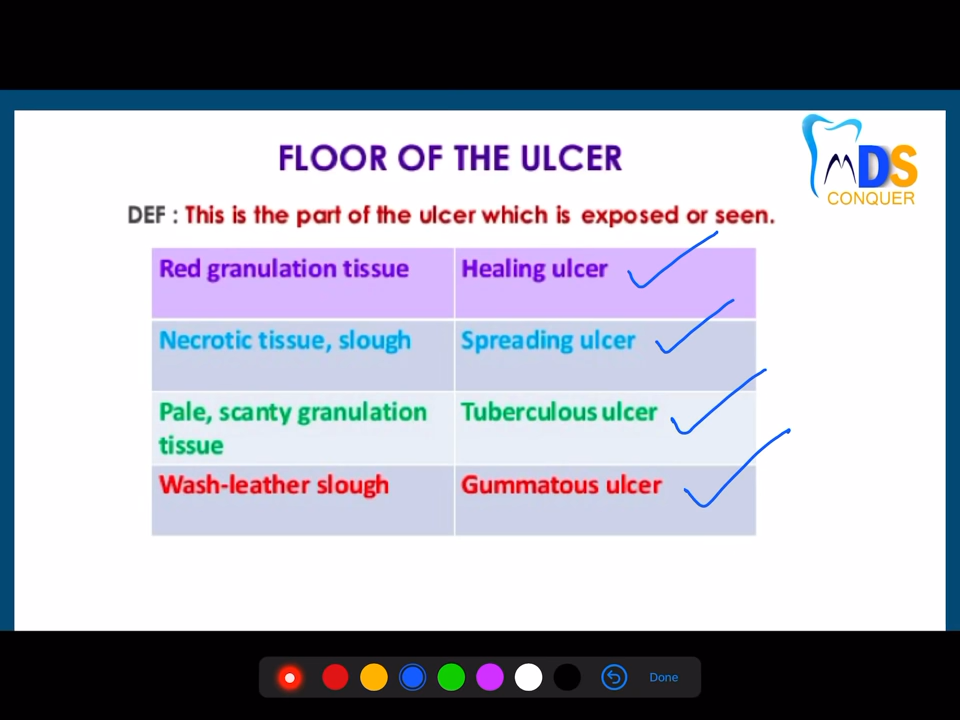 MDS
CONQUER
FLOOR OF THE ULCER
DEF : This is the part of the ulcer which is exposed or seen.
Red granulation tissue Healing ulcer
Necrotic tissue, slough Spreading ulcer
Pale, scanty granulation tissue Tuberculous ulcer
Wash-leather slough Gummatous ulcer
Done